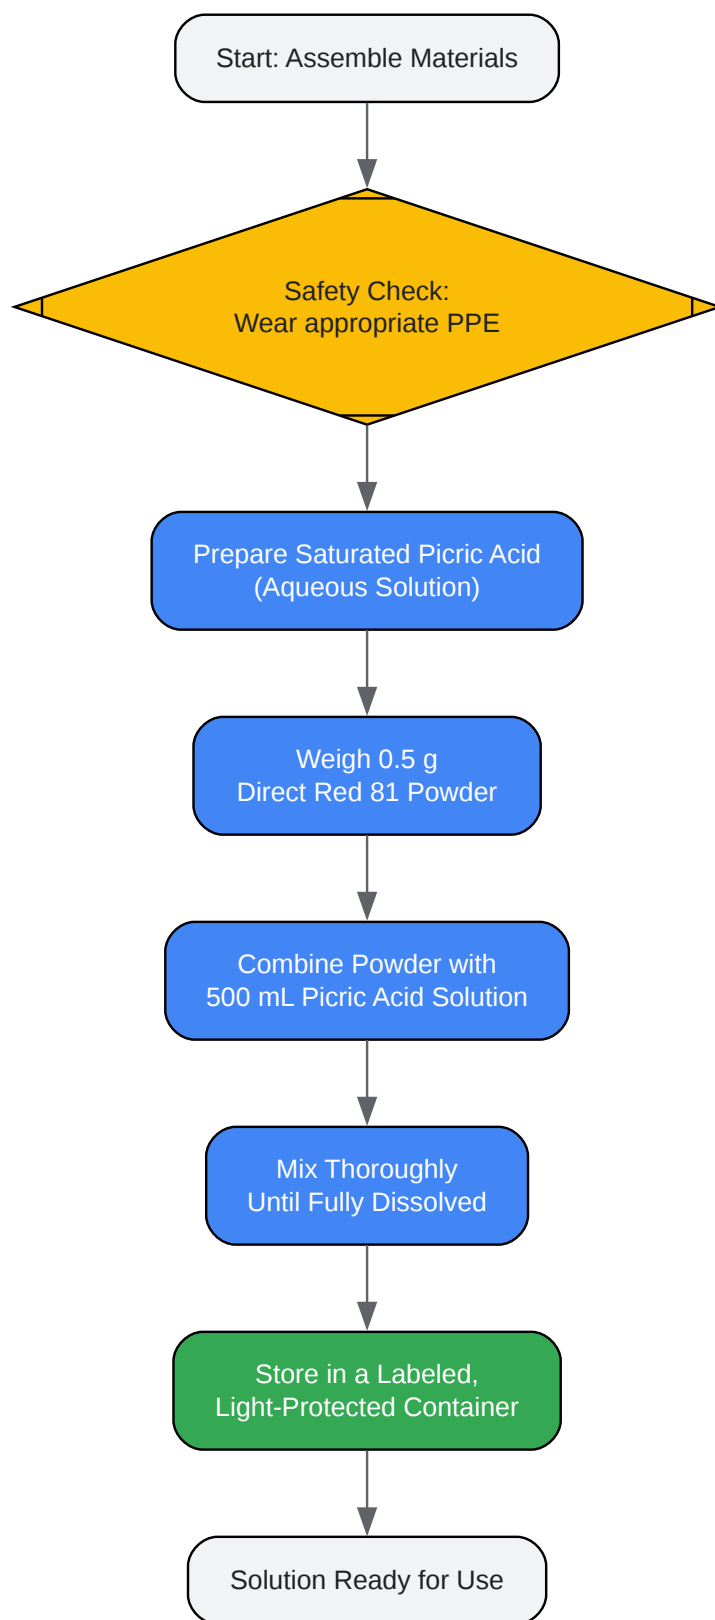 Start: Assemble Materials
Safety Check:
Wear appropriate PPE
Prepare Saturated Picric Acid
(Aqueous Solution)
Weigh 0.5 g
Direct Red 81 Powder
Combine Powder with
500 mL Picric Acid Solution
Mix Thoroughly
Until Fully Dissolved
Store in a Labeled,
Light-Protected Container
Solution Ready for Use